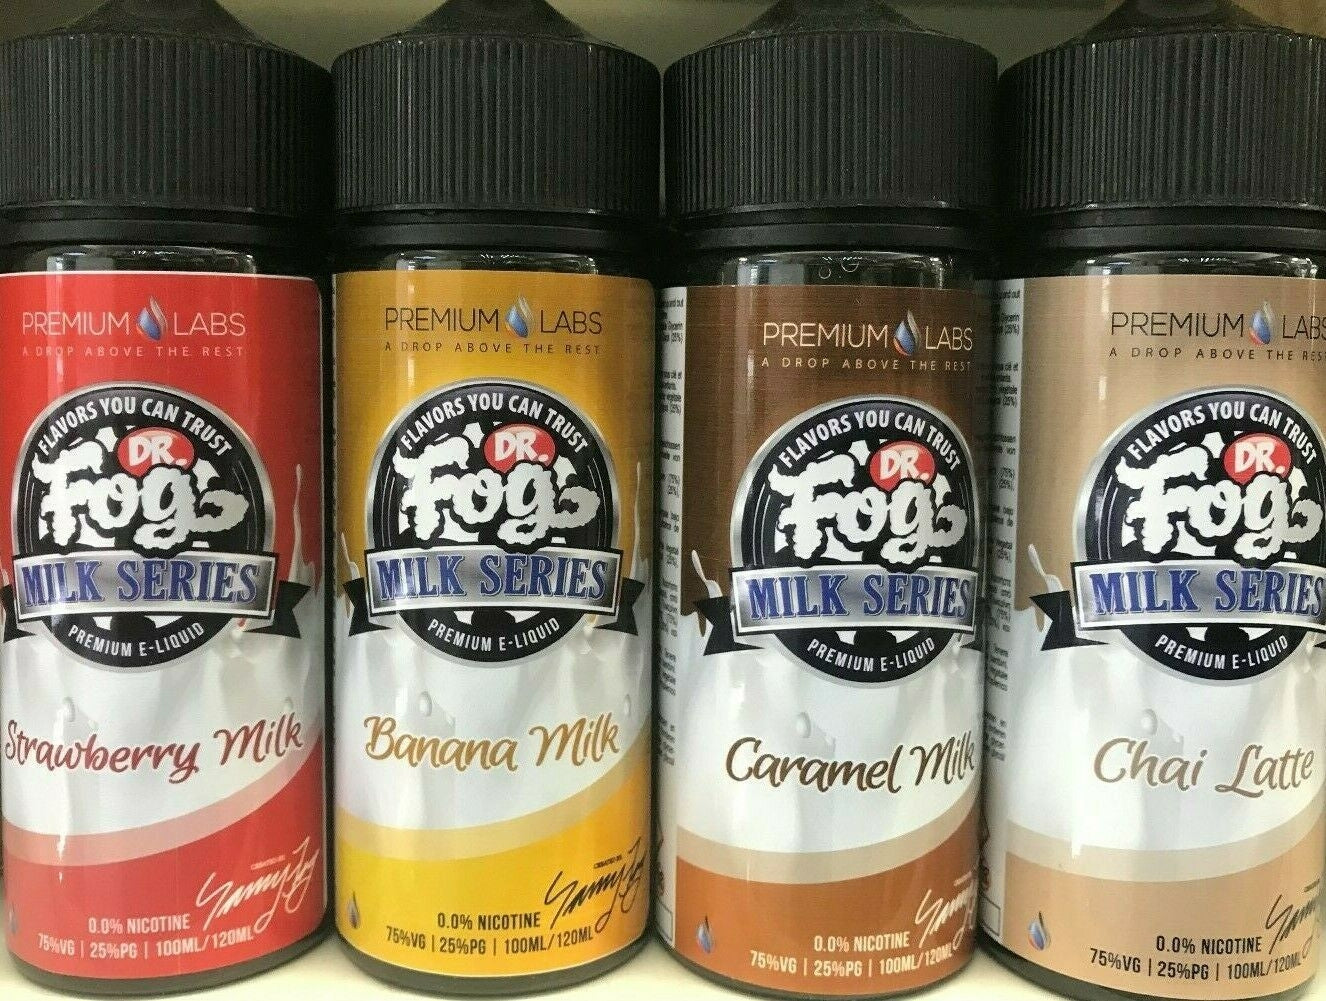 PREMIUM LABS
A DROP ABOVE THE REST
FLAVORS YOU CAN TRUST
DR.
Fog's
MILK SERIES
PREMIUM E-LIQUID
Strawberry Milk
CREATED BY
0.0% NICOTINE
75%VG | 25%PG | 100ML/120ML
PREMIUM LABS
A DROP ABOVE THE REST
FLAVORS YOU CAN TRUST
DR.
Fog's
MILK SERIES
PREMIUM E-LIQUID
Banana Milk
CREATED BY
0.0% NICOTINE
75%VG | 25%PG | 100ML/120ML
PREMIUM LABS
A DROP ABOVE THE REST
FLAVORS YOU CAN TRUST
DR.
Fog's
MILK SERIES
PREMIUM E-LIQUID
Caramel Milk
0.0% NICOTINE
75%VG | 25%PG | 100ML/120ML
PREMIUM LABS
A DROP ABOVE THE REST
FLAVORS YOU CAN TRUST
DR.
Fog's
MILK SERIES
PREMIUM E-LIQUID
Chai Latte
0.0% NICOTINE
75%VG | 25%PG | 100ML/120ML